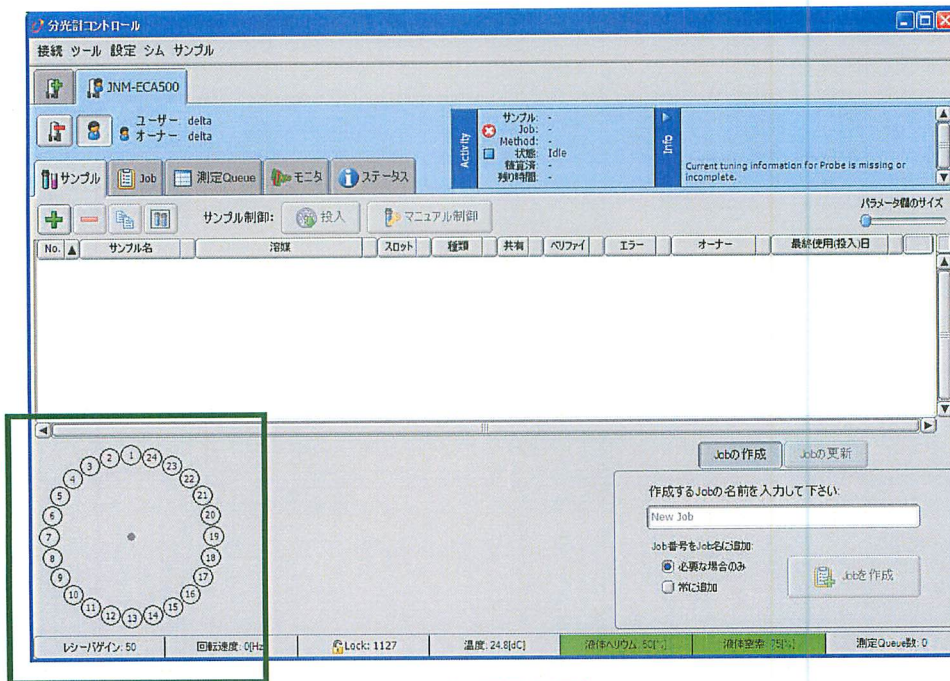 分光計コントロール
接続 ツール 設定 シム サンプル
JNM-ECA500
ユーザー delta
オーナー delta
Activity
サンプル: -
Job: -
Method: -
状態: Idle
積算済: -
残り時間: -
Info
Current tuning information for Probe is missing or
incomplete.
サンプル Job 測定Queue モニタ ステータス
サンプル制御: 投入 マニュアル制御
パラメータ欄のサイズ
No. サンプル名 溶媒 スロット 種類 共有 ベリファイ エラー オーナー 最終使用(投入)日
1
2
3
4
5
6
7
8
9
10
11
12
13
14
15
16
17
18
19
20
21
22
23
24
Jobの作成 Jobの更新
作成するJobの名前を入力して下さい:
New Job
Job番号をJob名に追加:
必要な場合のみ
常に追加
Jobを作成
レシーバゲイン: 50 回転速度: 0[Hz Lock: 1127 温度: 24.8[dC] 液体ヘリウム: 50[%] 液体窒素: 75[%] 測定Queue数: 0